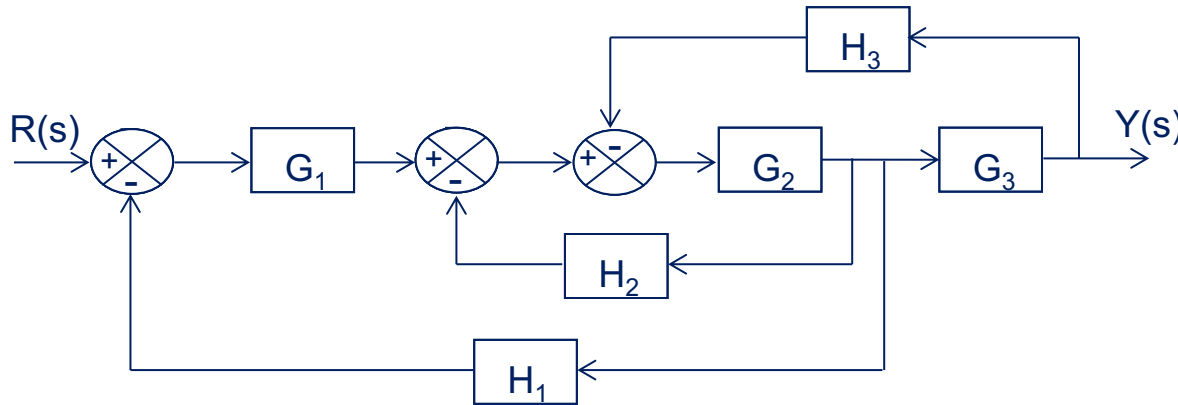 H₃
R(s)
Y(s)
+
-
G₁
+
-
+
-
G₂
G₃
H₂
H₁